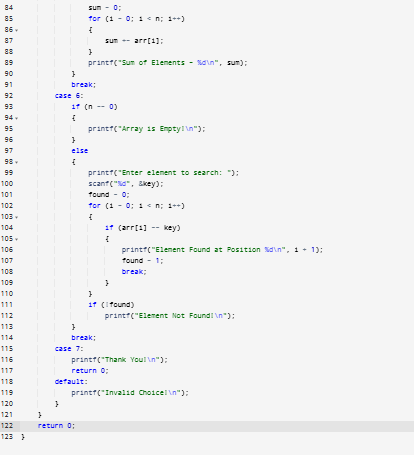 84 sum = 0;
85 for (i = 0; i < n; i++)
86 {
87 sum += arr[i];
88 }
89 printf("Sum of Elements = %d\n", sum);
90 }
91 break;
92 case 6:
93 if (n == 0)
94 {
95 printf("Array is Empty!\n");
96 }
97 else
98 {
99 printf("Enter element to search: ");
100 scanf("%d", &key);
101 found = 0;
102 for (i = 0; i < n; i++)
103 {
104 if (arr[i] == key)
105 {
106 printf("Element Found at Position %d\n", i + 1);
107 found = 1;
108 break;
109 }
110 }
111 if (!found)
112 printf("Element Not Found!\n");
113 }
114 break;
115 case 7:
116 printf("Thank You!\n");
117 return 0;
118 default:
119 printf("Invalid Choice!\n");
120 }
121 }
122 return 0;
123 }